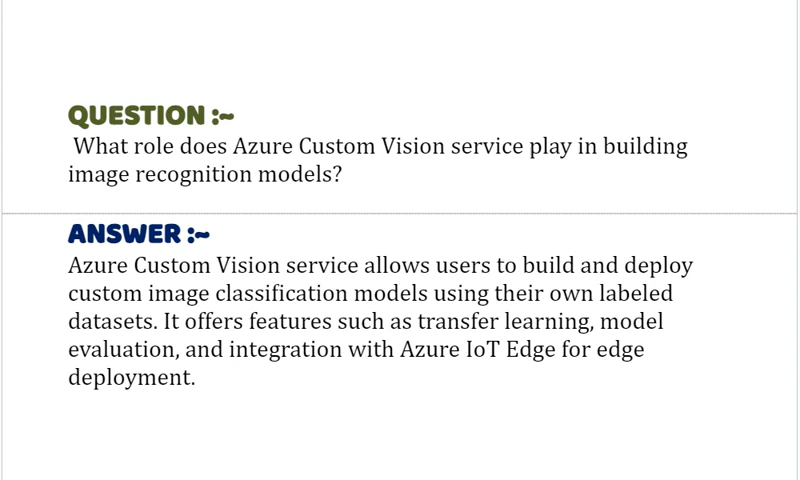 QUESTION :~
What role does Azure Custom Vision service play in building
image recognition models?
ANSWER :~
Azure Custom Vision service allows users to build and deploy
custom image classification models using their own labeled
datasets. It offers features such as transfer learning, model
evaluation, and integration with Azure IoT Edge for edge
deployment.